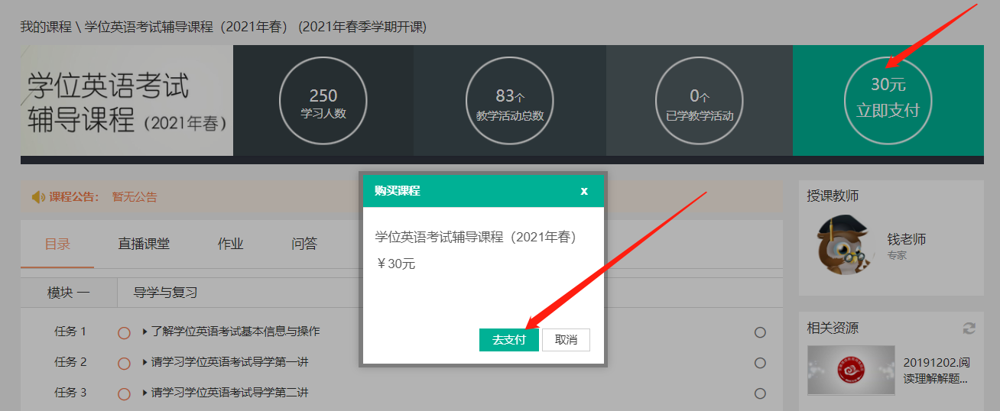 我的课程 \ 学位英语考试辅导课程（2021年春） (2021年春季学期开课)
学位英语考试
辅导课程（2021年春）
250
学习人数
83个
教学活动总数
0个
已学教学活动
30元
立即支付
课程公告： 暂无公告
购买课程 x
学位英语考试辅导课程（2021年春）
￥30元
去支付 取消
目录 直播课堂 作业 问答
模块 一 导学与复习
任务 1 了解学位英语考试基本信息与操作
任务 2 请学习学位英语考试导学第一讲
任务 3 请学习学位英语考试导学第二讲
授课教师
钱老师
专家
相关资源
20191202.阅
读理解解题...